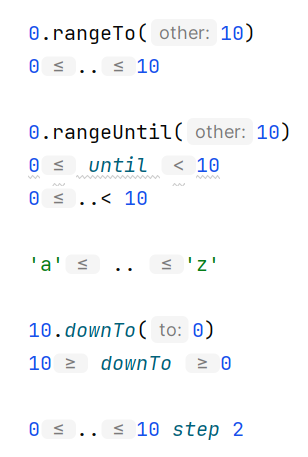 0.rangeTo( other: 10)
0 ≤ .. ≤ 10
0.rangeUntil( other: 10)
0 ≤ until < 10
0 ≤ ..< 10
'a' ≤ .. ≤ 'z'
10.downTo( to: 0)
10 ≥ downTo ≥ 0
0 ≤ .. ≤ 10 step 2